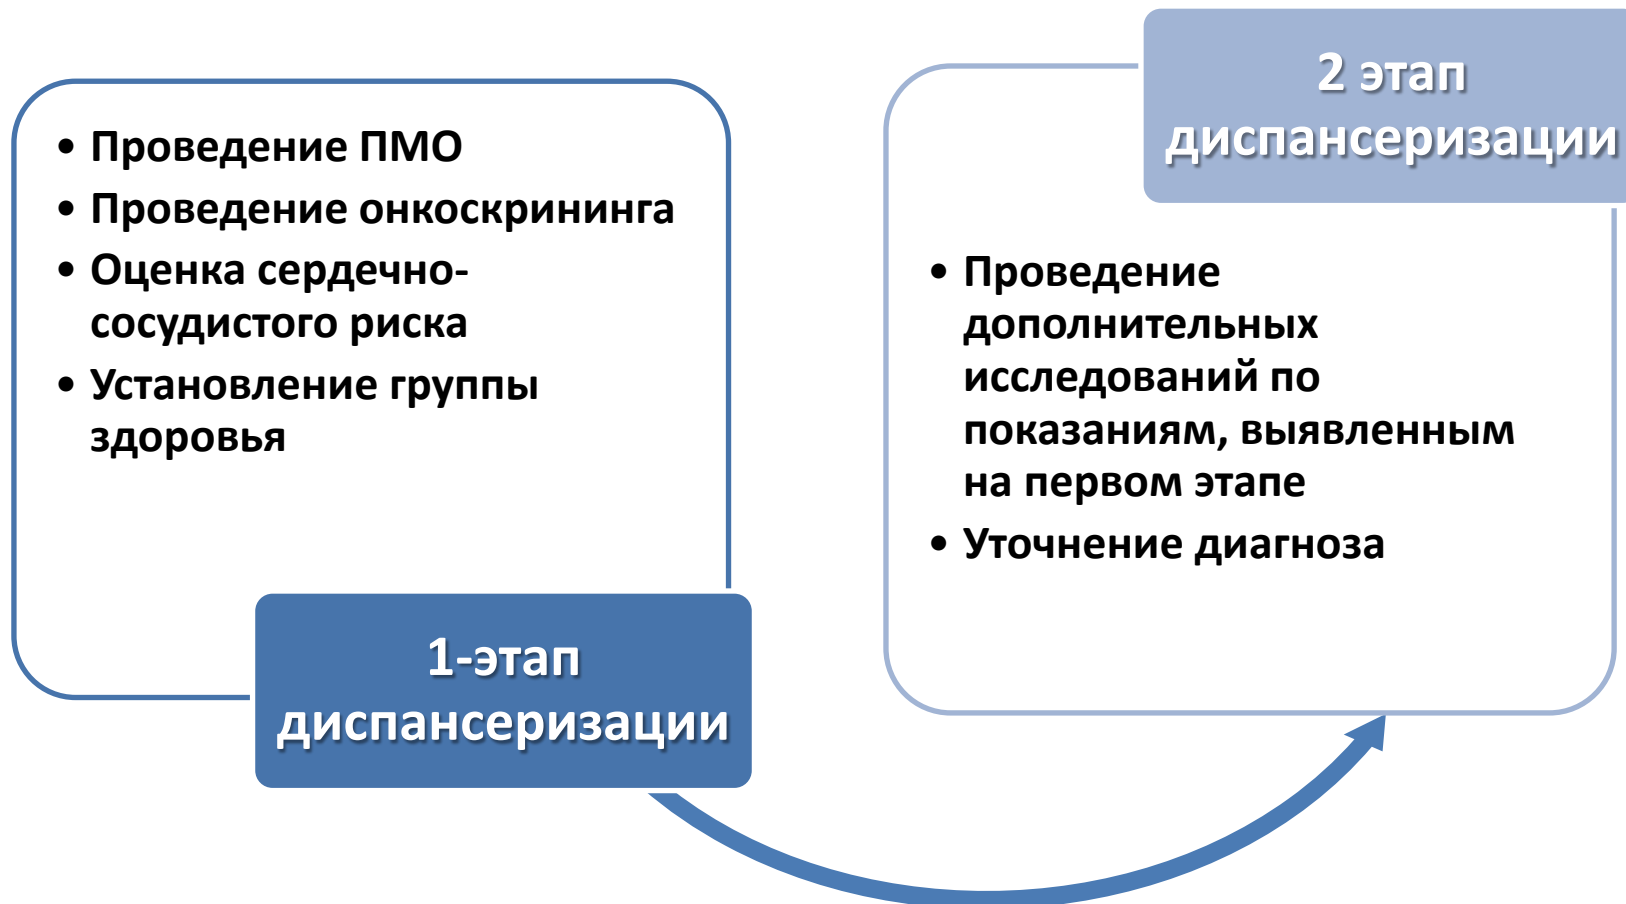 • Проведение ПМО
• Проведение онкоскрининга
• Оценка сердечно-
сосудистого риска
• Установление группы
здоровья
1-этап
диспансеризации
2 этап
диспансеризации
• Проведение
дополнительных
исследований по
показаниям, выявленным
на первом этапе
• Уточнение диагноза